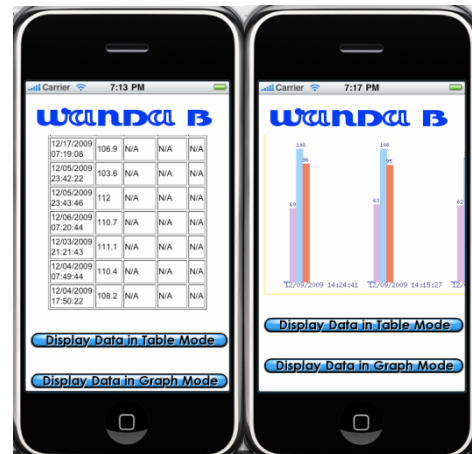 Carrier 7:13 PM
WANDA B
12/17/2009 07:19:08 106.9 N/A N/A N/A
12/05/2009 23:42:22 103.6 N/A N/A N/A
12/05/2009 23:43:46 112 N/A N/A N/A
12/06/2009 07:20:44 110.7 N/A N/A N/A
12/03/2009 21:21:43 111.1 N/A N/A N/A
12/04/2009 07:49:44 110.4 N/A N/A N/A
12/04/2009 17:50:22 108.2 N/A N/A N/A
Display Data in Table Mode
Display Data in Graph Mode
Carrier 7:17 PM
WANDA B
108 108
96 95
12/09/2009 14:24:41 12/09/2009 14:15:27
Display Data in Table Mode
Display Data in Graph Mode